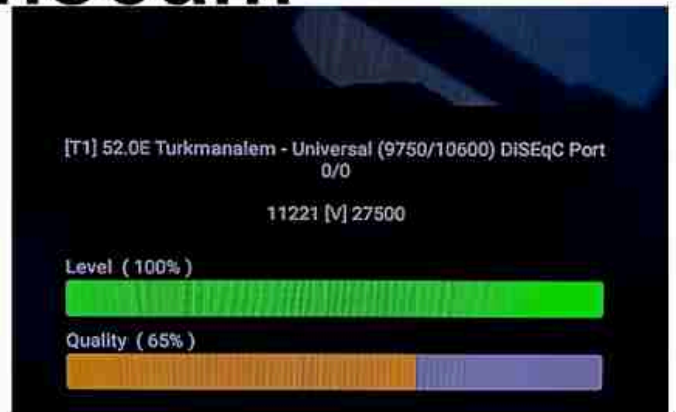 [T1] 52.0E Turkmanalem - Universal (9750/10600) DiSEqC Port
0/0
11221 [V] 27500
Level ( 100% )
Quality ( 65% )